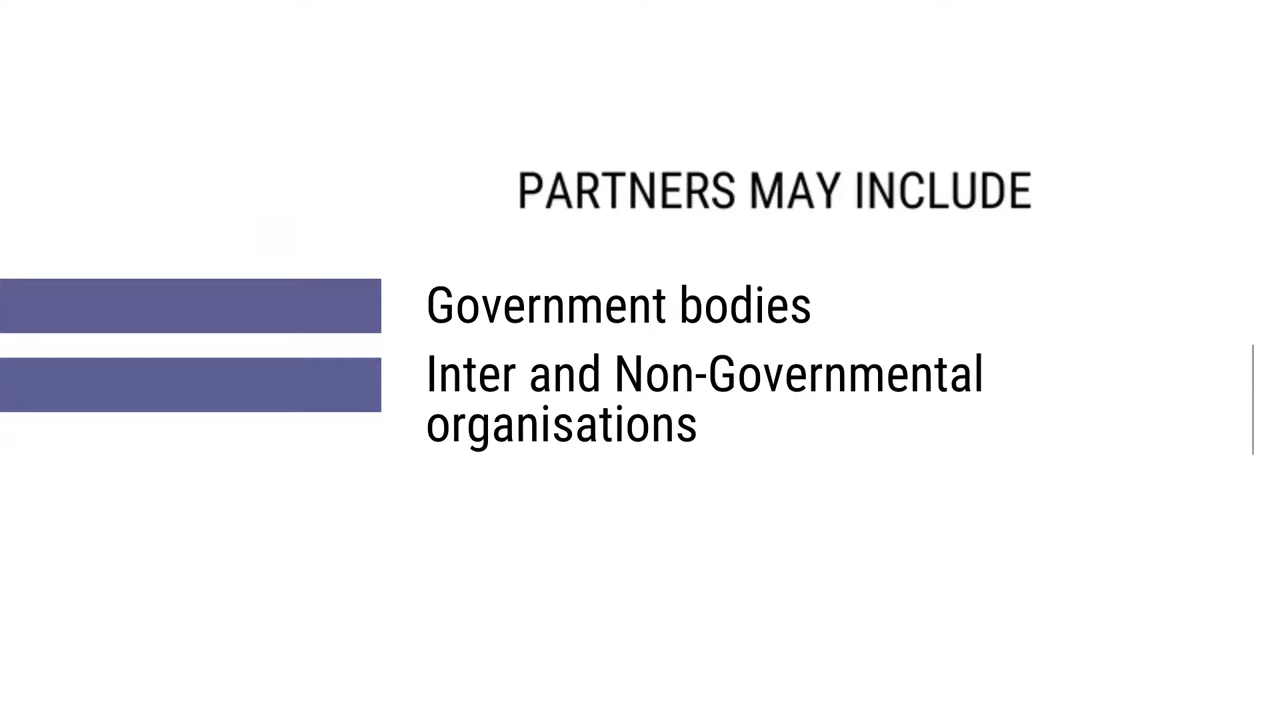 PARTNERS MAY INCLUDE
Government bodies
Inter and Non-Governmental
organisations